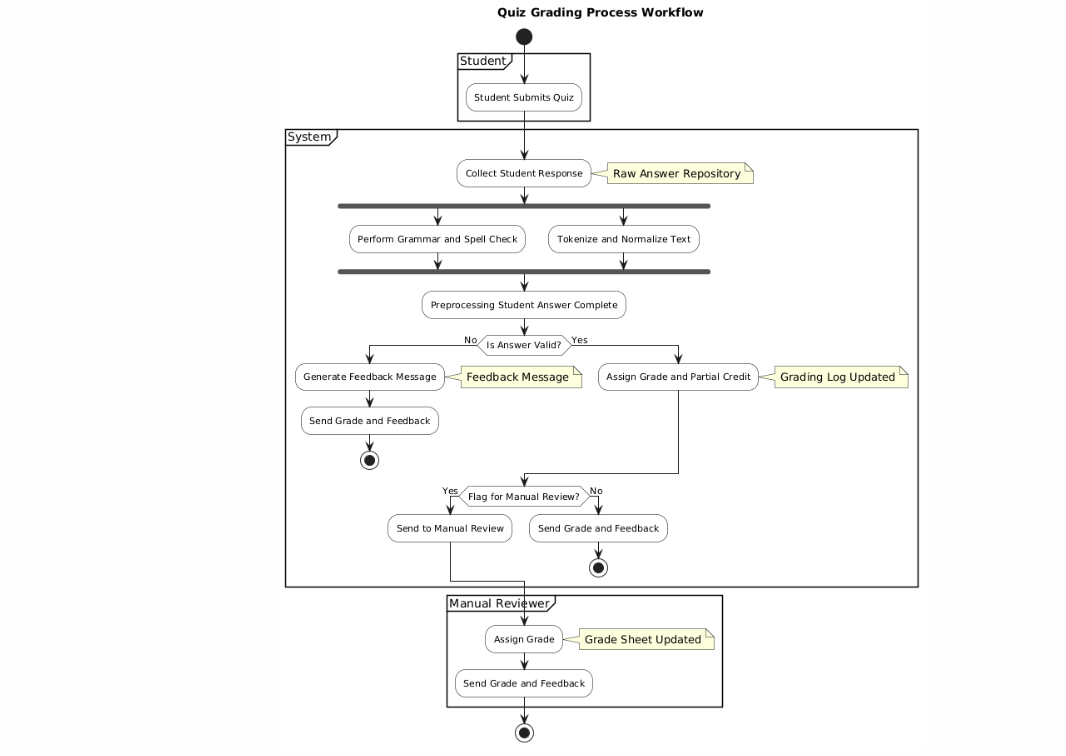 Quiz Grading Process Workflow
Student
Student Submits Quiz
System
Collect Student Response
Raw Answer Repository
Perform Grammar and Spell Check
Tokenize and Normalize Text
Preprocessing Student Answer Complete
No
Is Answer Valid?
Yes
Generate Feedback Message
Feedback Message
Assign Grade and Partial Credit
Grading Log Updated
Send Grade and Feedback
Yes
Flag for Manual Review?
No
Send to Manual Review
Send Grade and Feedback
Manual Reviewer
Assign Grade
Grade Sheet Updated
Send Grade and Feedback